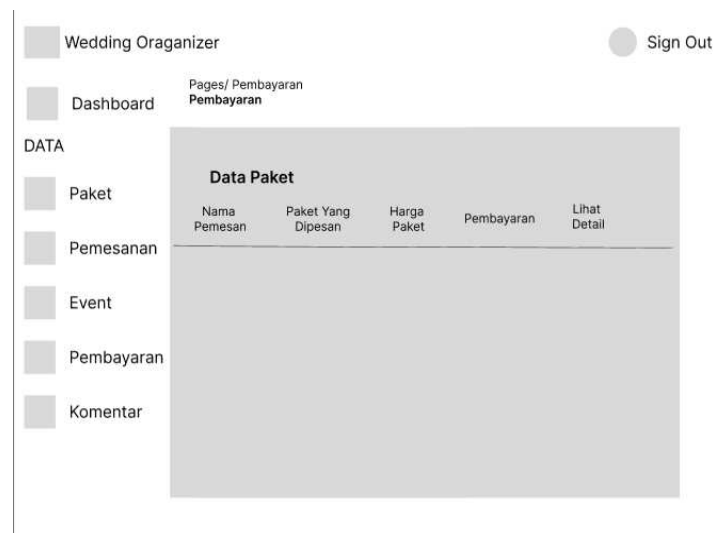 Wedding Oraganizer
Sign Out
Dashboard
Pages/ Pembayaran
Pembayaran
DATA
Paket
Pemesanan
Event
Pembayaran
Komentar
Data Paket
Nama
Pemesan
Paket Yang
Dipesan
Harga
Paket
Pembayaran
Lihat
Detail